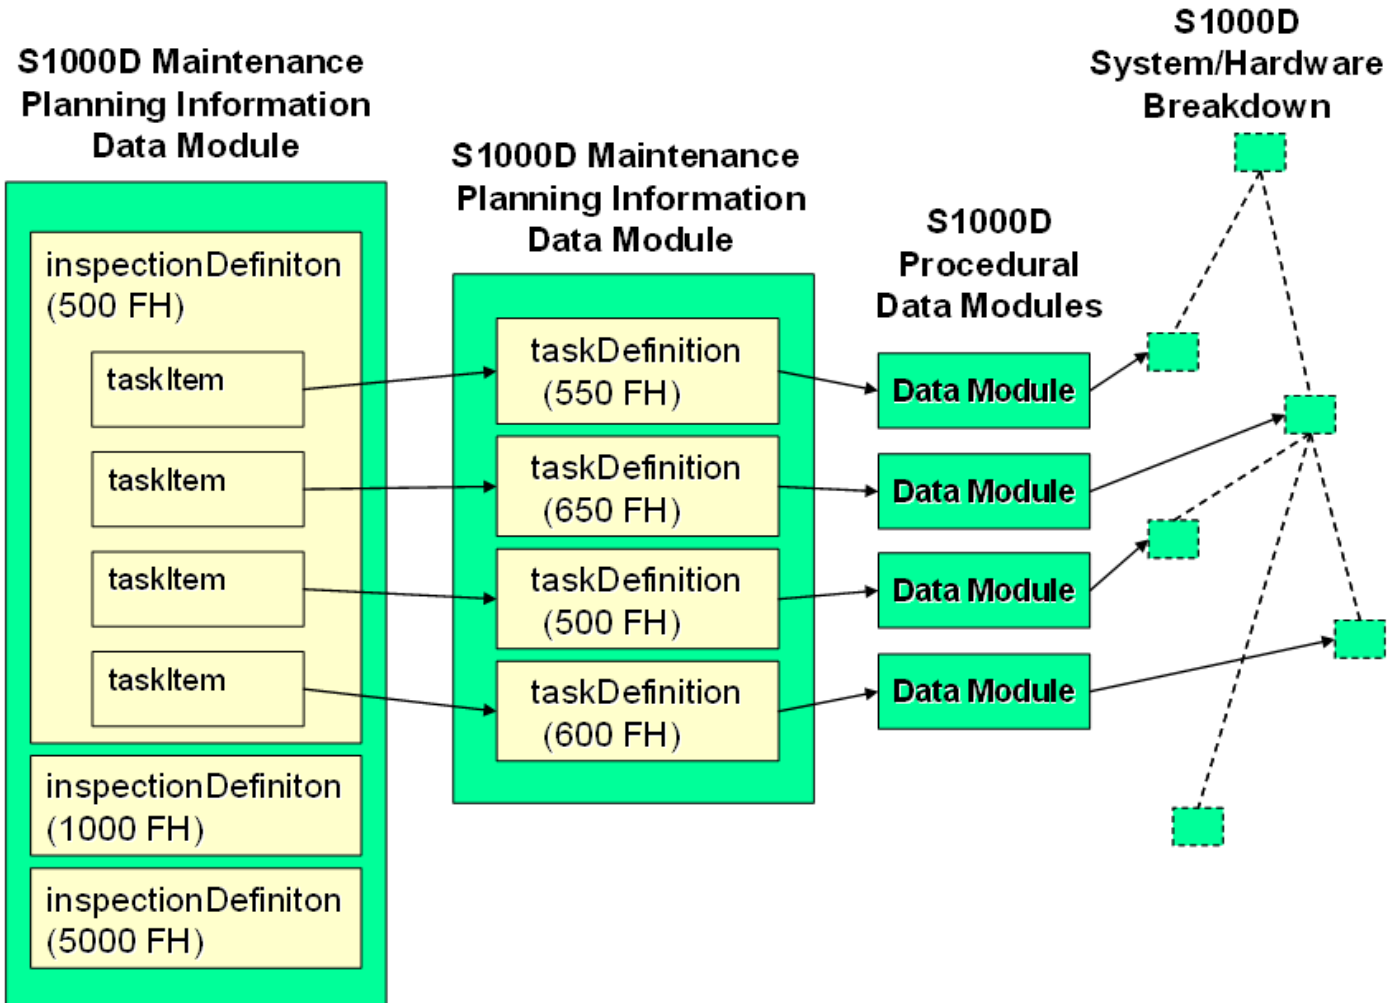 S1000D Maintenance
Planning Information
Data Module
inspectionDefiniton
(500 FH)
taskItem
taskItem
taskItem
taskItem
inspectionDefiniton
(1000 FH)
inspectionDefiniton
(5000 FH)
S1000D Maintenance
Planning Information
Data Module
taskDefinition
(550 FH)
taskDefinition
(650 FH)
taskDefinition
(500 FH)
taskDefinition
(600 FH)
S1000D
Procedural
Data Modules
Data Module
Data Module
Data Module
Data Module
S1000D
System/Hardware
Breakdown